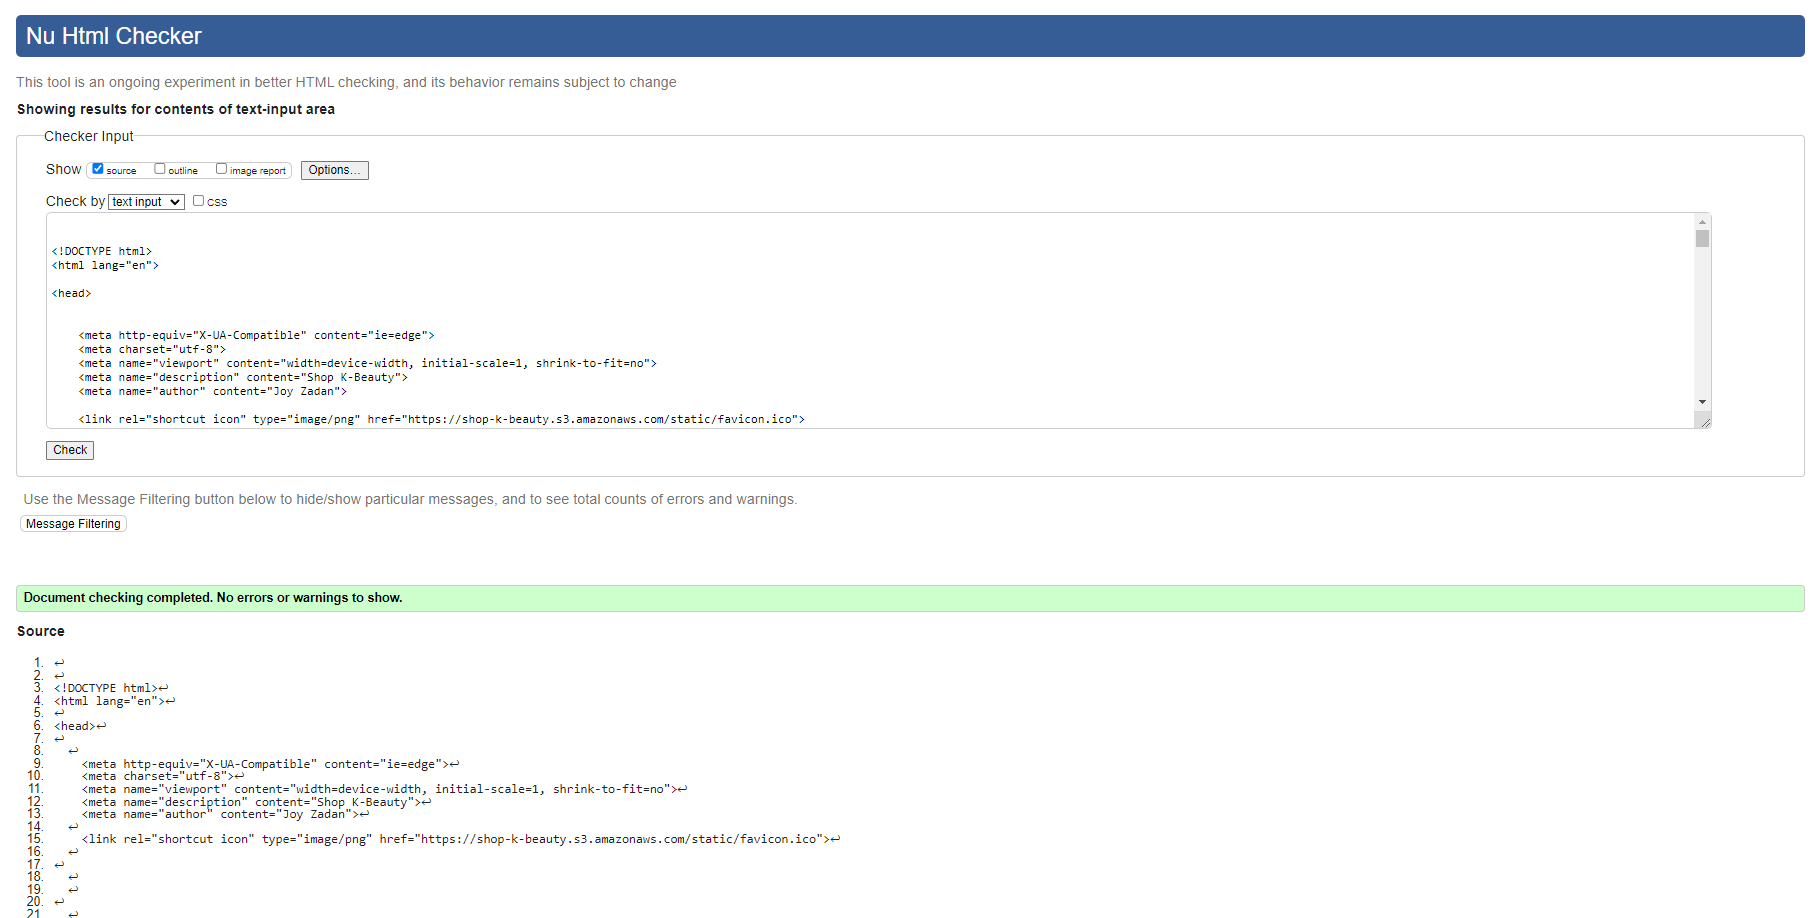 Nu Html Checker
This tool is an ongoing experiment in better HTML checking, and its behavior remains subject to change
Showing results for contents of text-input area
Checker Input
Show source outline image report Options...
Check by text input css
<!DOCTYPE html>
<html lang="en">
<head>
<meta http-equiv="X-UA-Compatible" content="ie=edge">
<meta charset="utf-8">
<meta name="viewport" content="width=device-width, initial-scale=1, shrink-to-fit=no">
<meta name="description" content="Shop K-Beauty">
<meta name="author" content="Joy Zadan">
<link rel="shortcut icon" type="image/png" href="https://shop-k-beauty.s3.amazonaws.com/static/favicon.ico">
Check
Use the Message Filtering button below to hide/show particular messages, and to see total counts of errors and warnings.
Message Filtering
Document checking completed. No errors or warnings to show.
Source
1. ↩
2. ↩
3. <!DOCTYPE html>↩
4. <html lang="en">↩
5. ↩
6. <head>↩
7. ↩
8. ↩
9. <meta http-equiv="X-UA-Compatible" content="ie=edge">↩
10. <meta charset="utf-8">↩
11. <meta name="viewport" content="width=device-width, initial-scale=1, shrink-to-fit=no">↩
12. <meta name="description" content="Shop K-Beauty">↩
13. <meta name="author" content="Joy Zadan">↩
14. ↩
15. <link rel="shortcut icon" type="image/png" href="https://shop-k-beauty.s3.amazonaws.com/static/favicon.ico">↩
16. ↩
17. ↩
18. ↩
19. ↩
20. ↩
21 ↩